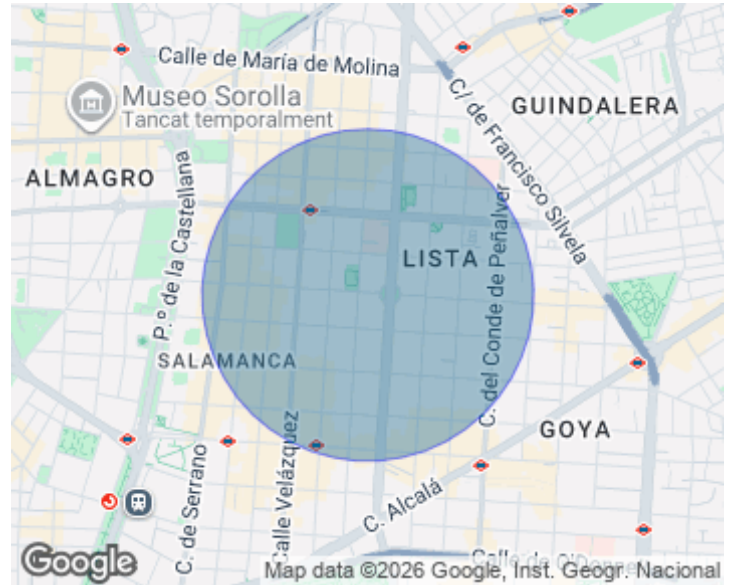 Calle de María de Molina
Museo Sorolla
Tancat temporalment
C/ de Francisco Silvela
GUINDALERA
ALMAGRO
P.º de la Castellana
C. del Conde de Peñalver
LISTA
SALAMANCA
C. de Serrano
Calle Velázquez
GOYA
C. Alcalá
Google
Map data ©2026 Google, Inst. Geogr. Nacional